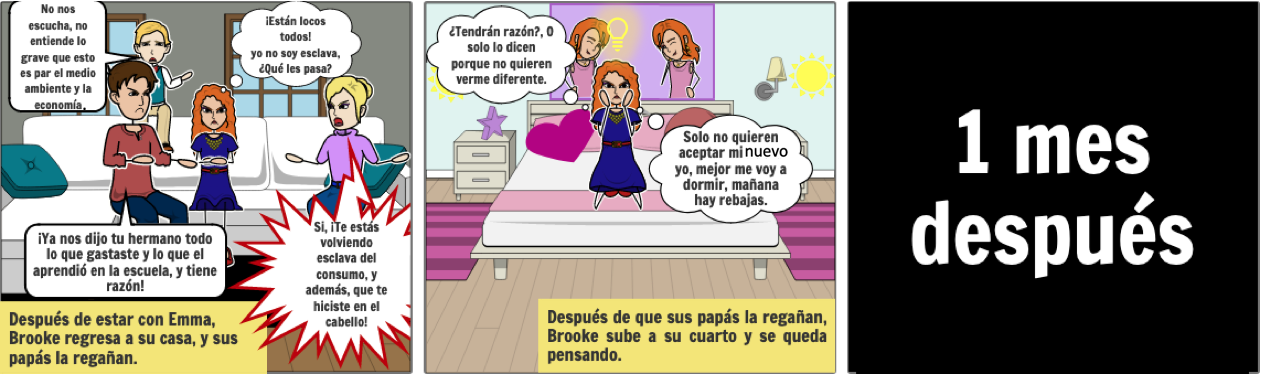 No nos
escucha, no
entiende lo
grave que esto
es par el medio
ambiente y la
economía,
¡Están locos
todos!
yo no soy esclava,
¿Qué les pasa?
¡Ya nos dijo tu hermano todo
lo que gastaste y lo que el
aprendió en la escuela, y tiene
razón!
Si, ¡Te estás
volviendo
esclava del
consumo, y
además, que te
hiciste en el
cabello!
Después de estar con Emma,
Brooke regresa a su casa, y sus
papás la regañan.
¿Tendrán razón?, O
solo lo dicen
porque no quieren
verme diferente.
Solo no quieren
aceptar mi nuevo
yo, mejor me voy a
dormir, mañana
hay rebajas.
Después de que sus papás la regañan,
Brooke sube a su cuarto y se queda
pensando.
1 mes
después